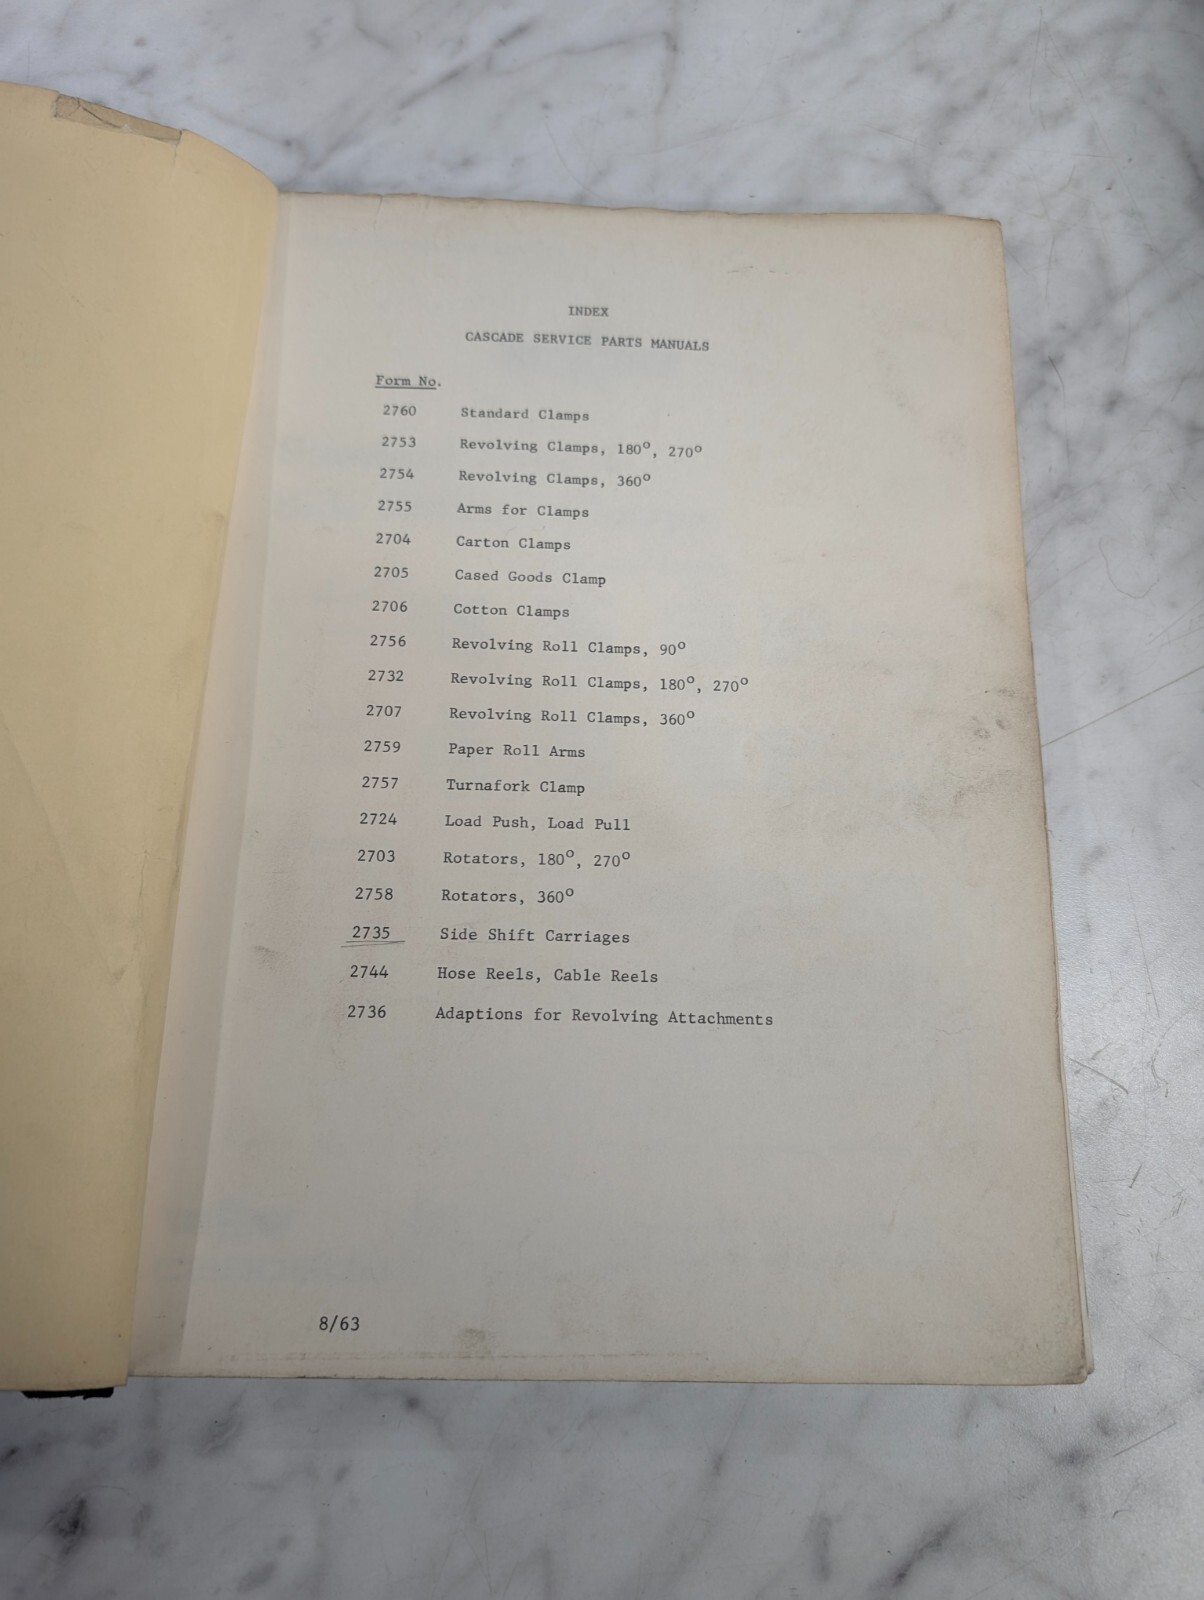 INDEX
CASCADE SERVICE PARTS MANUALS
Form No.
2760 Standard Clamps
2753 Revolving Clamps, 180°, 270°
2754 Revolving Clamps, 360°
2755 Arms for Clamps
2704 Carton Clamps
2705 Cased Goods Clamp
2706 Cotton Clamps
2756 Revolving Roll Clamps, 90°
2732 Revolving Roll Clamps, 180°, 270°
2707 Revolving Roll Clamps, 360°
2759 Paper Roll Arms
2757 Turnafork Clamp
2724 Load Push, Load Pull
2703 Rotators, 180°, 270°
2758 Rotators, 360°
2735 Side Shift Carriages
2744 Hose Reels, Cable Reels
2736 Adaptions for Revolving Attachments
8/63